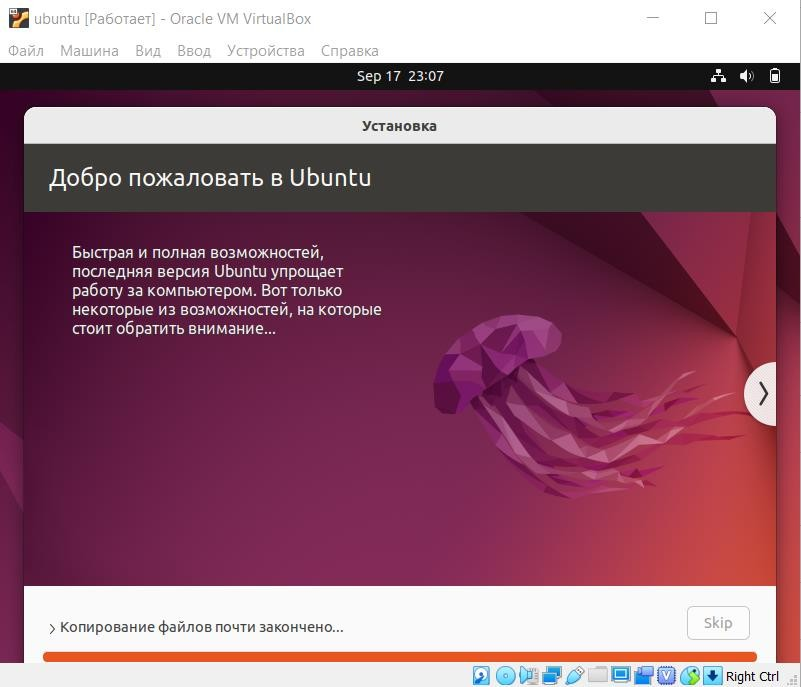 ubuntu [Работает] - Oracle VM VirtualBox
Файл Машина Вид Ввод Устройства Справка
Sep 17 23:07
Установка
Добро пожаловать в Ubuntu
Быстрая и полная возможностей,
последняя версия Ubuntu упрощает
работу за компьютером. Вот только
некоторые из возможностей, на которые
стоит обратить внимание...
Копирование файлов почти закончено...
Skip
Right Ctrl